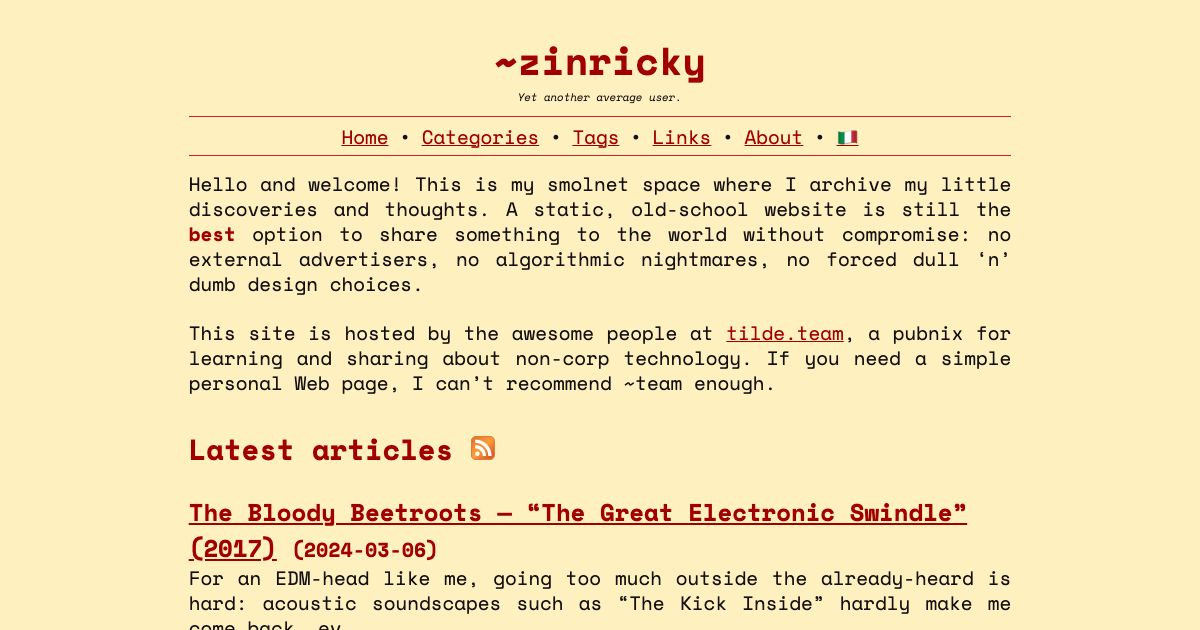 ~zinricky
Yet another average user.
Home • Categories • Tags • Links • About • 🇮🇹
Hello and welcome! This is my smolnet space where I archive my little
discoveries and thoughts. A static, old-school website is still the
best option to share something to the world without compromise: no
external advertisers, no algorithmic nightmares, no forced dull ‘n’
dumb design choices.
This site is hosted by the awesome people at tilde.team, a pubnix for
learning and sharing about non-corp technology. If you need a simple
personal Web page, I can’t recommend ~team enough.
Latest articles
The Bloody Beetroots — “The Great Electronic Swindle”
(2017) (2024-03-06)
For an EDM-head like me, going too much outside the already-heard is
hard: acoustic soundscapes such as “The Kick Inside” hardly make me
come back, ev